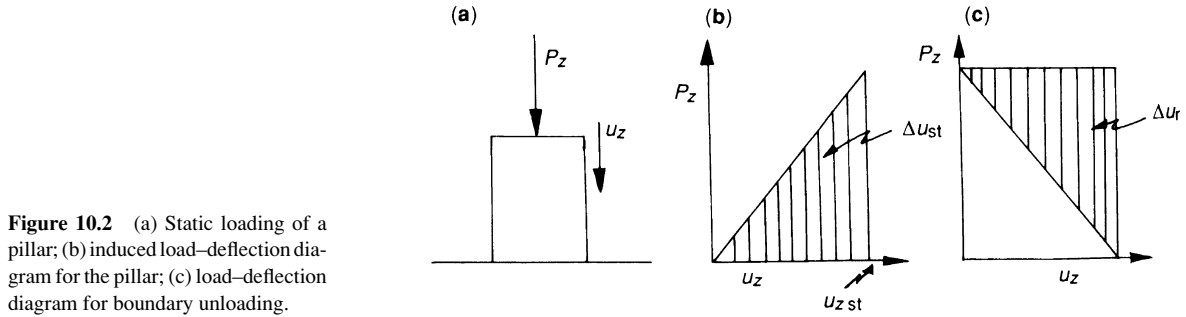 (a)
P_z
u_z
(b)
P_z
Δu_st
u_z
u_z st
(c)
P_z
Δu_r
u_z
Figure 10.2 (a) Static loading of a
pillar; (b) induced load–deflection dia-
gram for the pillar; (c) load–deflection
diagram for boundary unloading.